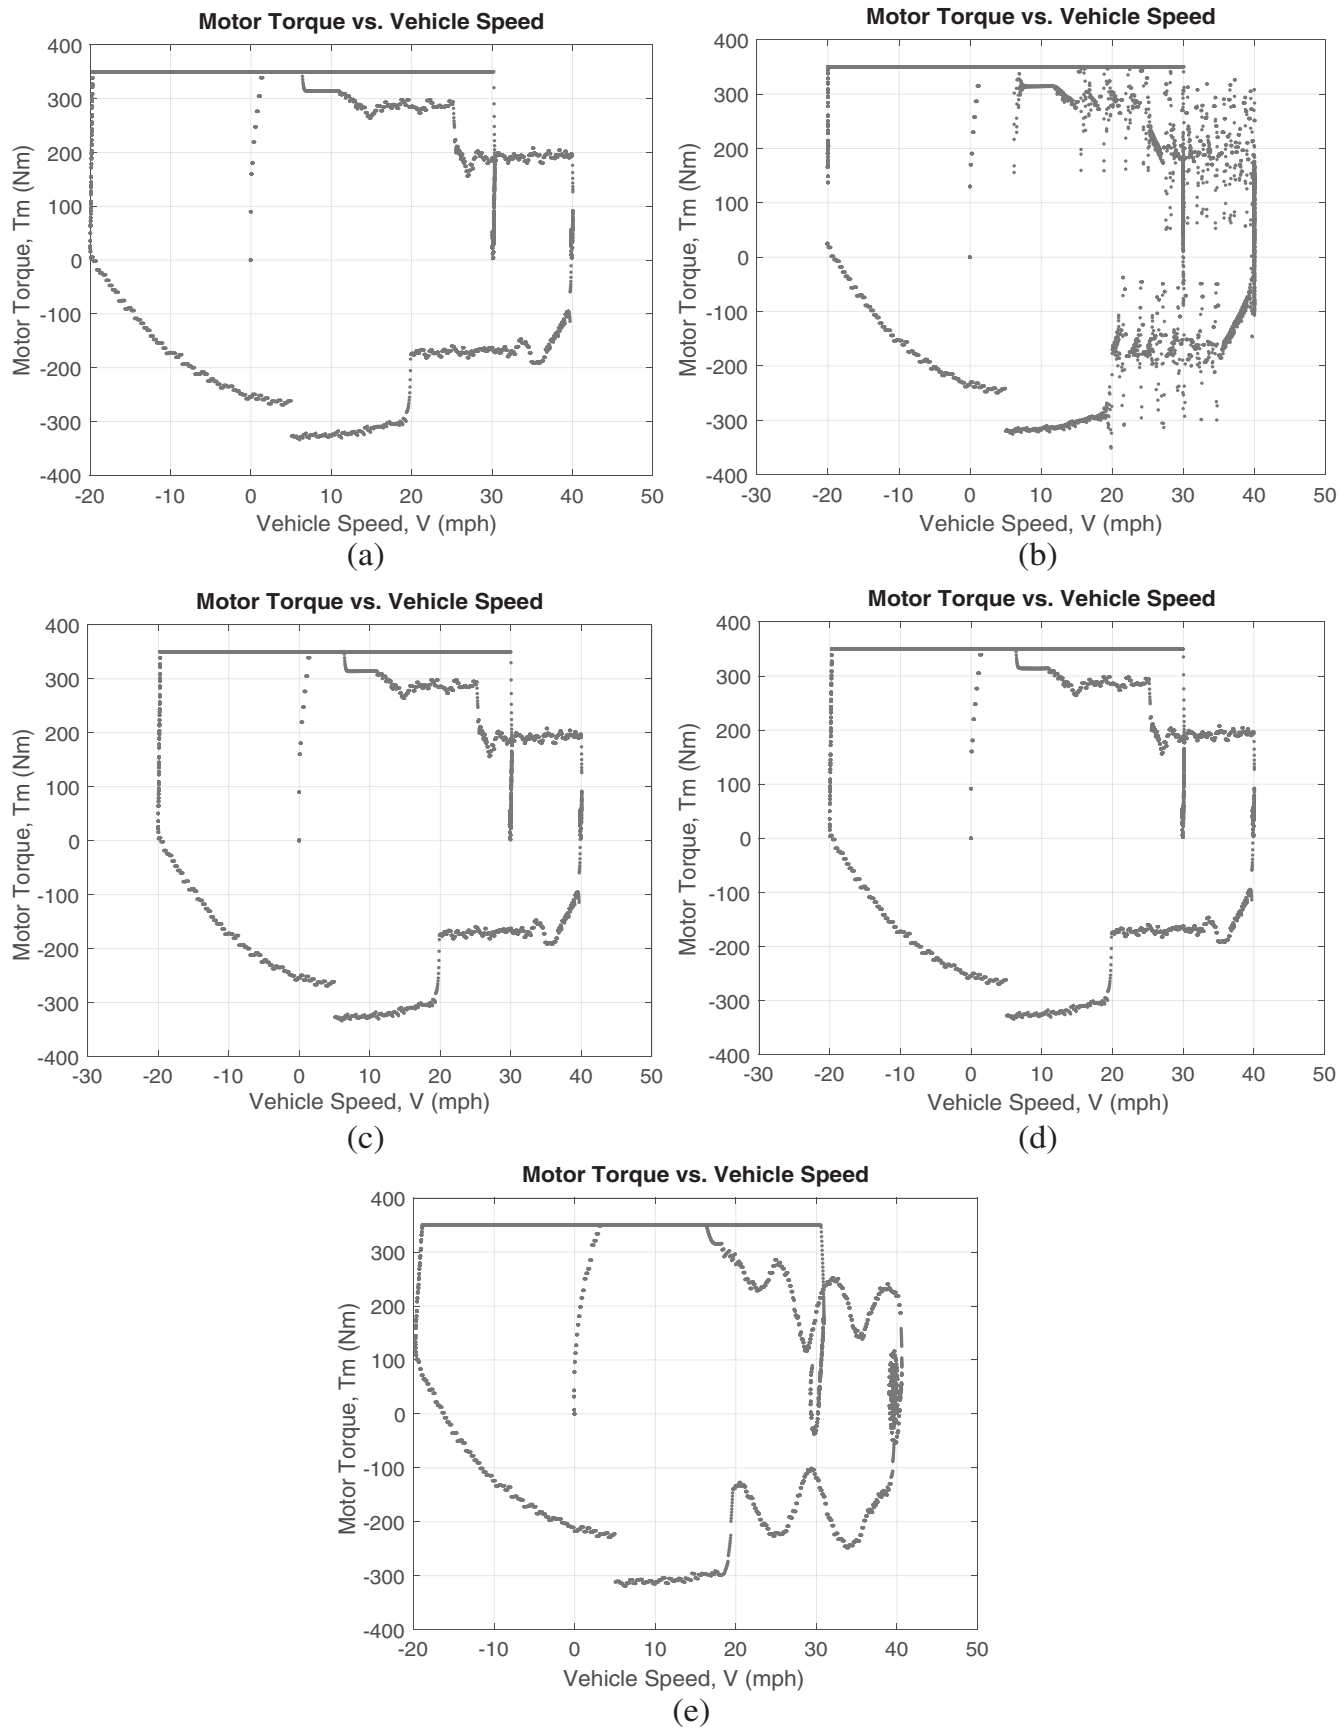 Motor Torque vs. Vehicle Speed
400
300
200
100
0
-100
-200
-300
-400
Motor Torque, Tm (Nm)
-20 -10 0 10 20 30 40 50
Vehicle Speed, V (mph)
(a)
Motor Torque vs. Vehicle Speed
400
300
200
100
0
-100
-200
-300
-400
Motor Torque, Tm (Nm)
-30 -20 -10 0 10 20 30 40 50
Vehicle Speed, V (mph)
(b)
Motor Torque vs. Vehicle Speed
400
300
200
100
0
-100
-200
-300
-400
Motor Torque, Tm (Nm)
-30 -20 -10 0 10 20 30 40 50
Vehicle Speed, V (mph)
(c)
Motor Torque vs. Vehicle Speed
400
300
200
100
0
-100
-200
-300
-400
Motor Torque, Tm (Nm)
-30 -20 -10 0 10 20 30 40 50
Vehicle Speed, V (mph)
(d)
Motor Torque vs. Vehicle Speed
400
300
200
100
0
-100
-200
-300
-400
Motor Torque, Tm (Nm)
-20 -10 0 10 20 30 40 50
Vehicle Speed, V (mph)
(e)